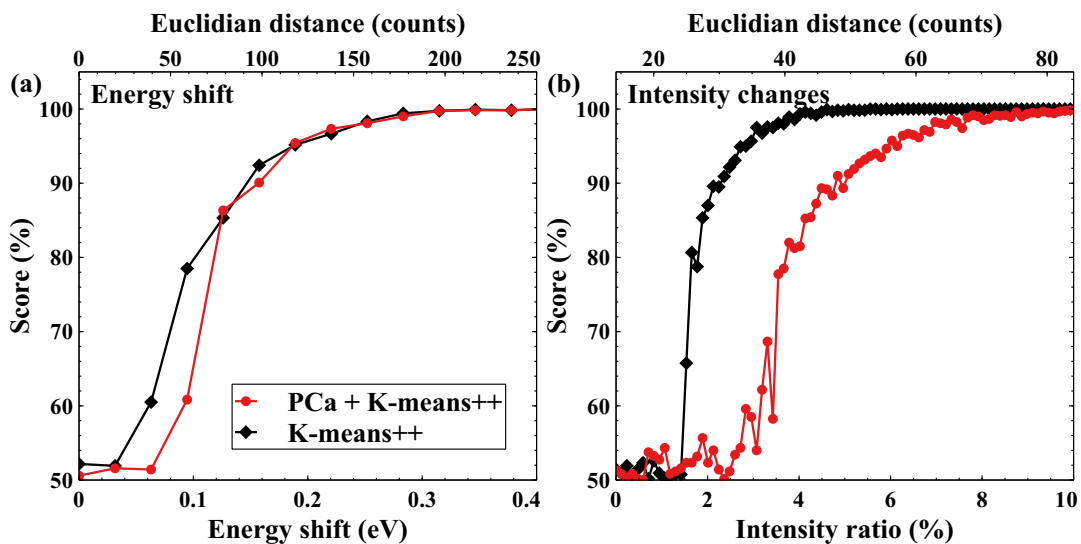 Euclidian distance (counts)
0 50 100 150 200 250
(a) Energy shift
100
90
80
70
60
50
Score (%)
PCa + K-means++
K-means++
0 0.1 0.2 0.3 0.4
Energy shift (eV)
Euclidian distance (counts)
20 30 40 50 60 70 80
(b) Intensity changes
100
90
80
70
60
50
Score (%)
0 2 4 6 8 10
Intensity ratio (%)